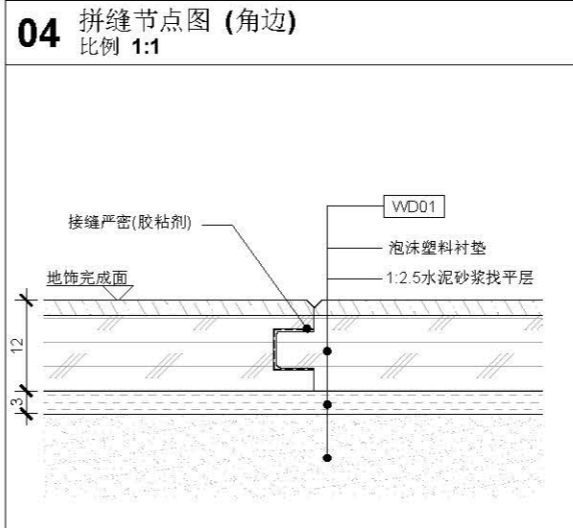 04 拼缝节点图 (角边)
比例 1:1
WD01
接缝严密(胶粘剂)
泡沫塑料衬垫
地饰完成面
1:2.5水泥砂浆找平层
12
3